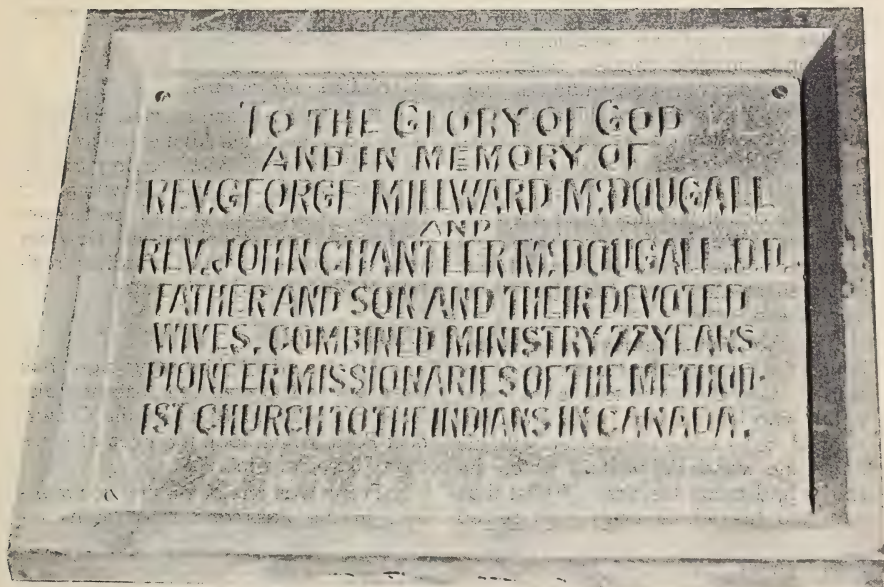 TO THE GLORY OF GOD
AND IN MEMORY OF
REV. GEORGE MILLWARD McDOUGALL
AND
REV. JOHN CHANTLER McDOUGALL. D.D.
FATHER AND SON AND THEIR DEVOTED
WIVES. COMBINED MINISTRY 77 YEARS
PIONEER MISSIONARIES OF THE METHOD-
IST CHURCH TO THE INDIANS IN CANADA.